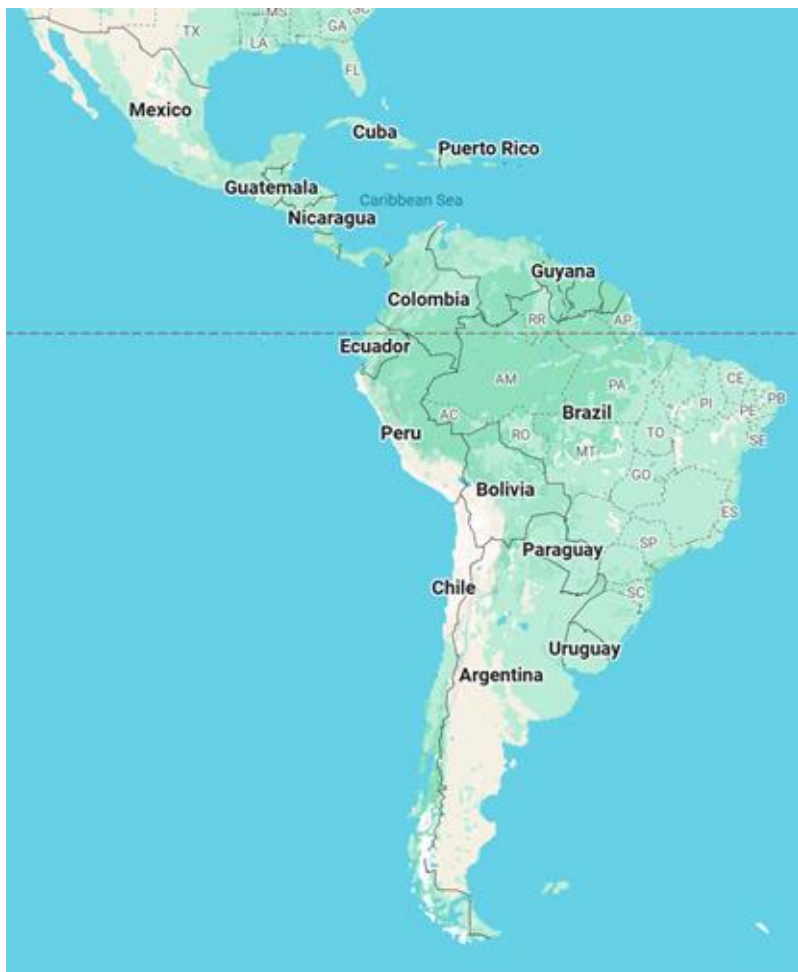 MS
SC
TX
GA
LA
FL
Mexico
Cuba
Puerto Rico
Guatemala
Caribbean Sea
Nicaragua
Guyana
Colombia
RR
AP
Ecuador
AM
PA
CE
PI
PB
AC
Brazil
PE
Peru
RO
TO
SE
MT
GO
Bolivia
ES
SP
Paraguay
Chile
SC
Uruguay
Argentina